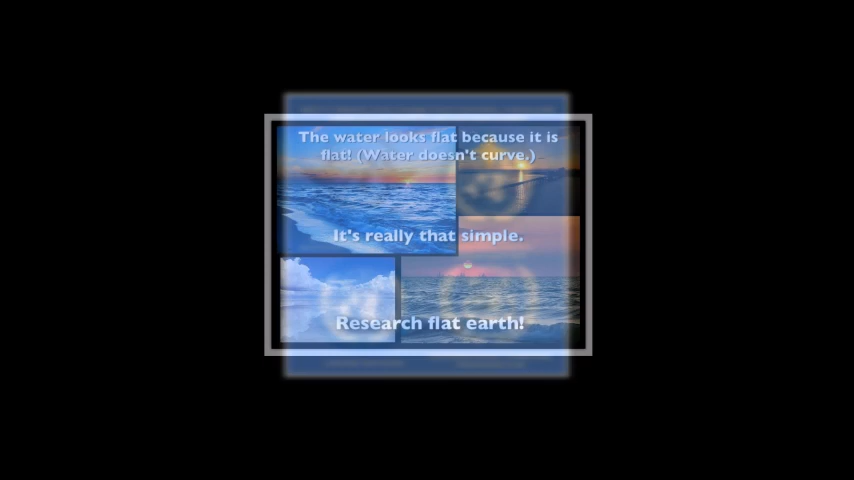 The water looks flat because it is
flat! (Water doesn't curve.)
It's really that simple.
Research flat earth!